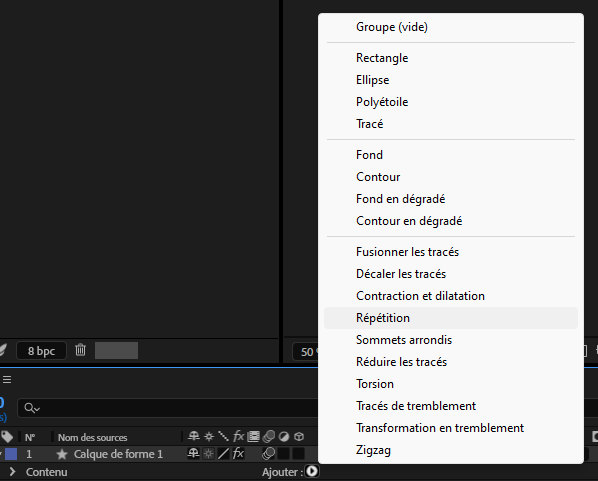 Groupe (vide)
Rectangle
Ellipse
Polyétoile
Tracé
Fond
Contour
Fond en dégradé
Contour en dégradé
Fusionner les tracés
Décaler les tracés
Contraction et dilatation
Répétition
Sommets arrondis
Réduire les tracés
Torsion
Tracés de tremblement
Transformation en tremblement
Zigzag
8 bpc
50
N° Nom des sources fx
1 Calque de forme 1 fx
Contenu Ajouter :